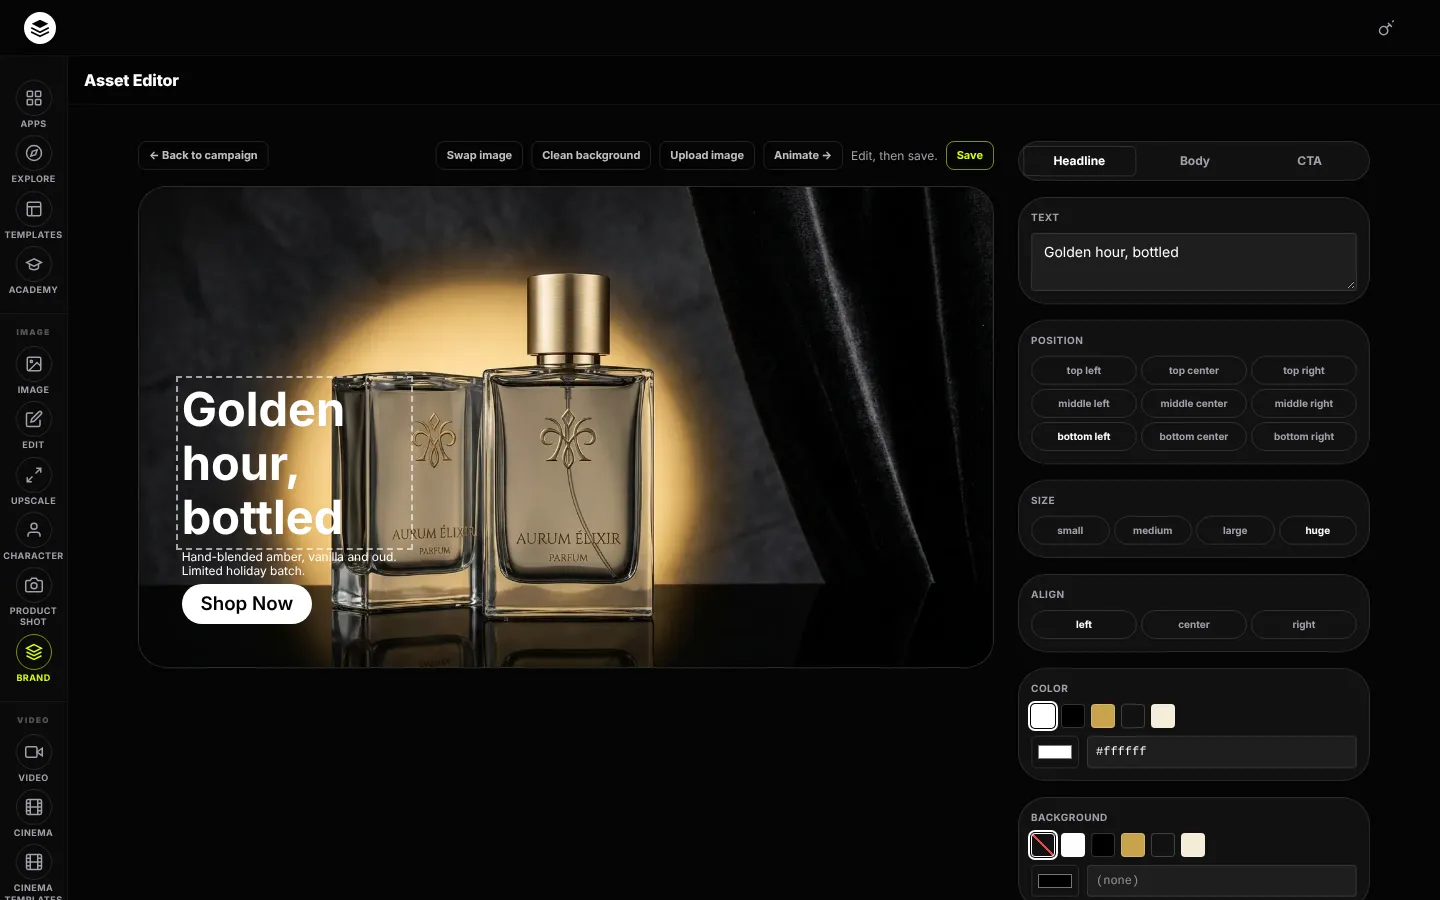 Asset Editor
APPS
EXPLORE
TEMPLATES
ACADEMY
IMAGE
IMAGE
EDIT
UPSCALE
CHARACTER
PRODUCT
SHOT
BRAND
VIDEO
VIDEO
CINEMA
CINEMA
TEMPLATES
← Back to campaign
Swap image
Clean background
Upload image
Animate →
Edit, then save.
Save
Golden
hour,
bottled
Hand-blended amber, vanilla and oud.
Limited holiday batch.
Shop Now
AURUM ÉLIXIR
PARFUM
AURUM ÉLIXIR
PARFUM
Headline
Body
CTA
TEXT
Golden hour, bottled
POSITION
top left
top center
top right
middle left
middle center
middle right
bottom left
bottom center
bottom right
SIZE
small
medium
large
huge
ALIGN
left
center
right
COLOR
#ffffff
BACKGROUND
(none)